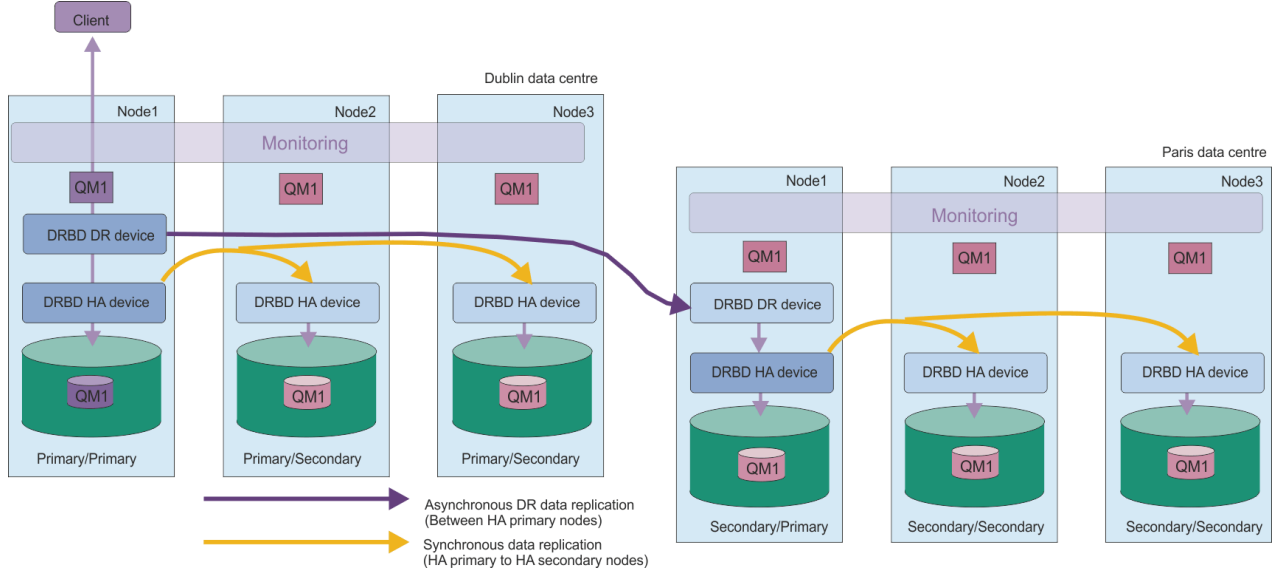 Client
Dublin data centre
Node1
Node2
Node3
Monitoring
QM1
QM1
QM1
DRBD DR device
DRBD HA device
DRBD HA device
DRBD HA device
QM1
QM1
QM1
Primary/Primary
Primary/Secondary
Primary/Secondary
Paris data centre
Node1
Node2
Node3
Monitoring
QM1
QM1
QM1
DRBD DR device
DRBD HA device
DRBD HA device
DRBD HA device
QM1
QM1
QM1
Secondary/Primary
Secondary/Secondary
Secondary/Secondary
Asynchronous DR data replication
(Between HA primary nodes)
Synchronous data replication
(HA primary to HA secondary nodes)